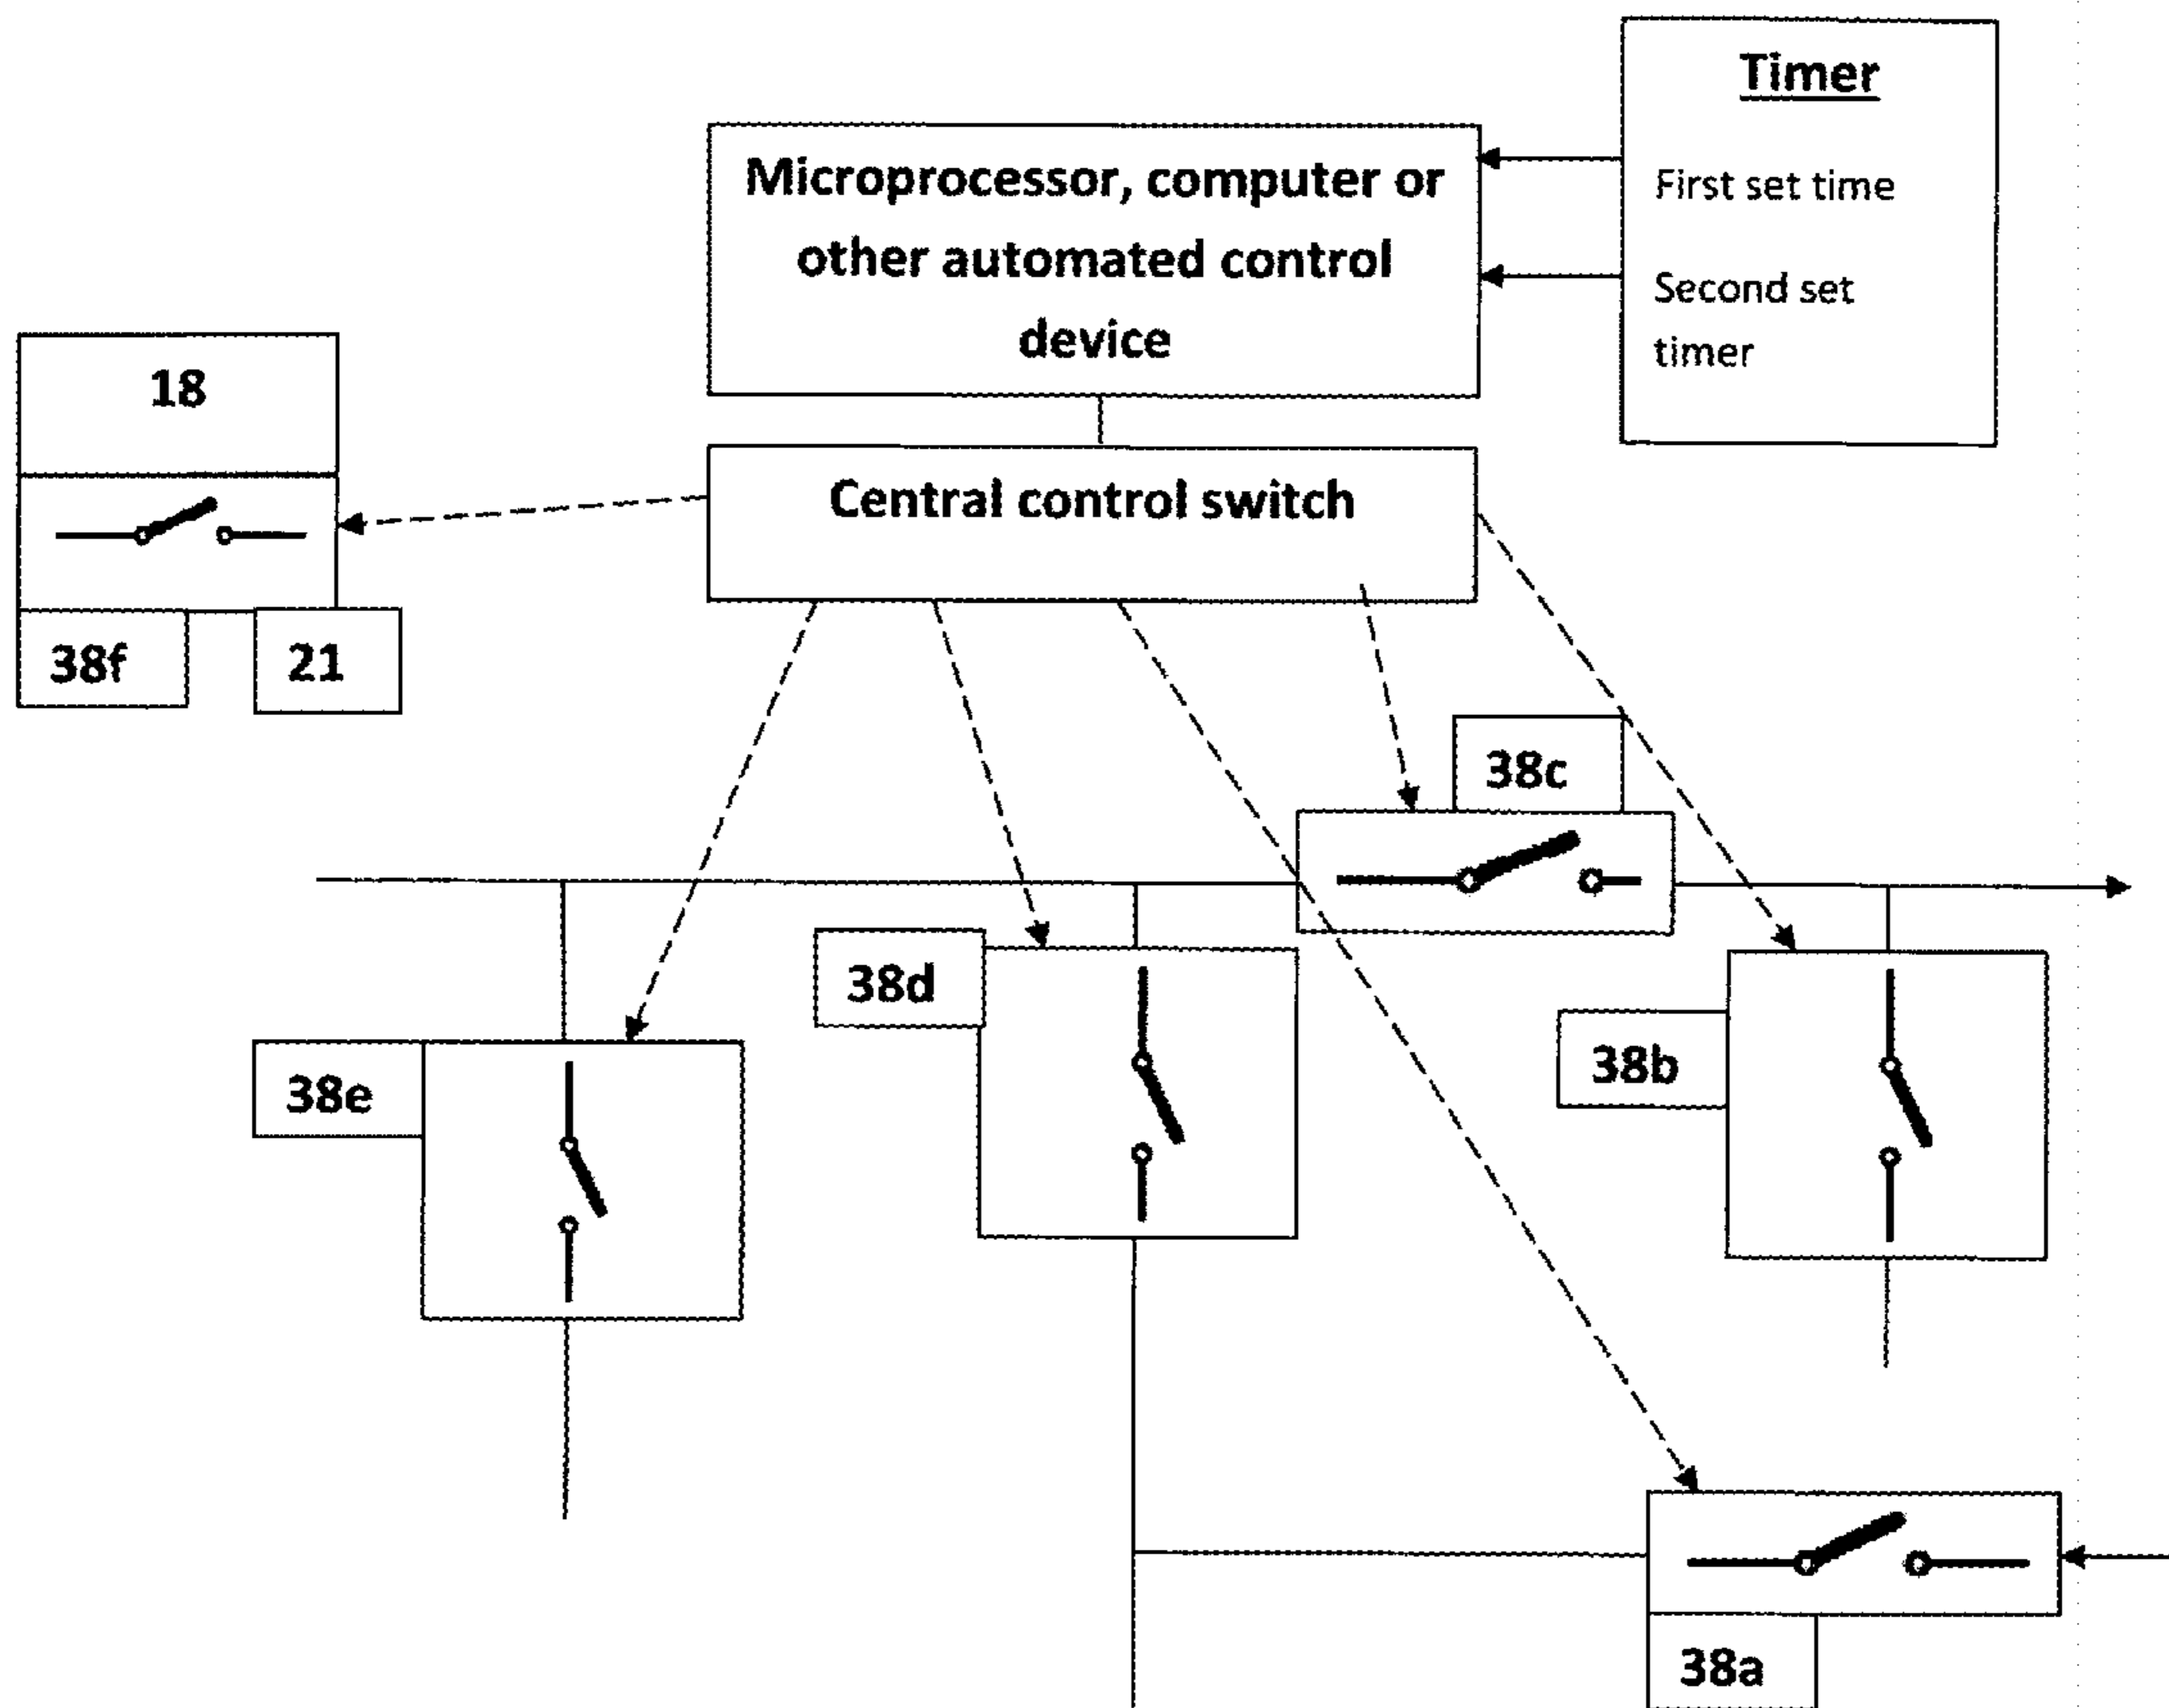 Timer
First set time
Second set
timer
Microprocessor, computer or
other automated control
device
18
Central control switch
38f
21
38c
38d
38b
38e
38a